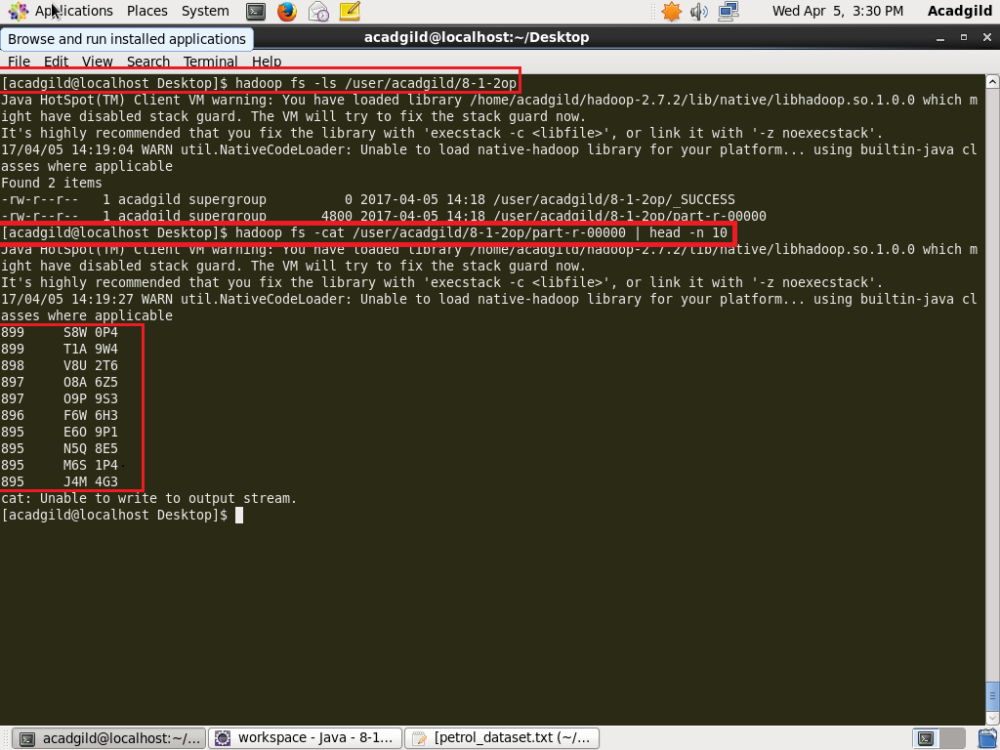 Applications Places System Wed Apr 5, 3:30 PM Acadgild
Browse and run installed applications
acadgild@localhost:~/Desktop
File Edit View Search Terminal Help
[acadgild@localhost Desktop]$ hadoop fs -ls /user/acadgild/8-1-2op
Java HotSpot(TM) Client VM warning: You have loaded library /home/acadgild/hadoop-2.7.2/lib/native/libhadoop.so.1.0.0 which m
ight have disabled stack guard. The VM will try to fix the stack guard now.
It's highly recommended that you fix the library with 'execstack -c <libfile>', or link it with '-z noexecstack'.
17/04/05 14:19:04 WARN util.NativeCodeLoader: Unable to load native-hadoop library for your platform... using builtin-java cl
asses where applicable
Found 2 items
-rw-r--r-- 1 acadgild supergroup 0 2017-04-05 14:18 /user/acadgild/8-1-2op/_SUCCESS
-rw-r--r-- 1 acadgild supergroup 4800 2017-04-05 14:18 /user/acadgild/8-1-2op/part-r-00000
[acadgild@localhost Desktop]$ hadoop fs -cat /user/acadgild/8-1-2op/part-r-00000 | head -n 10
Java HotSpot(TM) Client VM warning: You have loaded library /home/acadgild/hadoop-2.7.2/lib/native/libhadoop.so.1.0.0 which m
ight have disabled stack guard. The VM will try to fix the stack guard now.
It's highly recommended that you fix the library with 'execstack -c <libfile>', or link it with '-z noexecstack'.
17/04/05 14:19:27 WARN util.NativeCodeLoader: Unable to load native-hadoop library for your platform... using builtin-java cl
asses where applicable
899 S8W 0P4
899 T1A 9W4
898 V8U 2T6
897 O8A 6Z5
897 O9P 9S3
896 F6W 6H3
895 E6O 9P1
895 N5Q 8E5
895 M6S 1P4
895 J4M 4G3
cat: Unable to write to output stream.
[acadgild@localhost Desktop]$
acadgild@localhost:~/... workspace - Java - 8-1... [petrol_dataset.txt (~/...